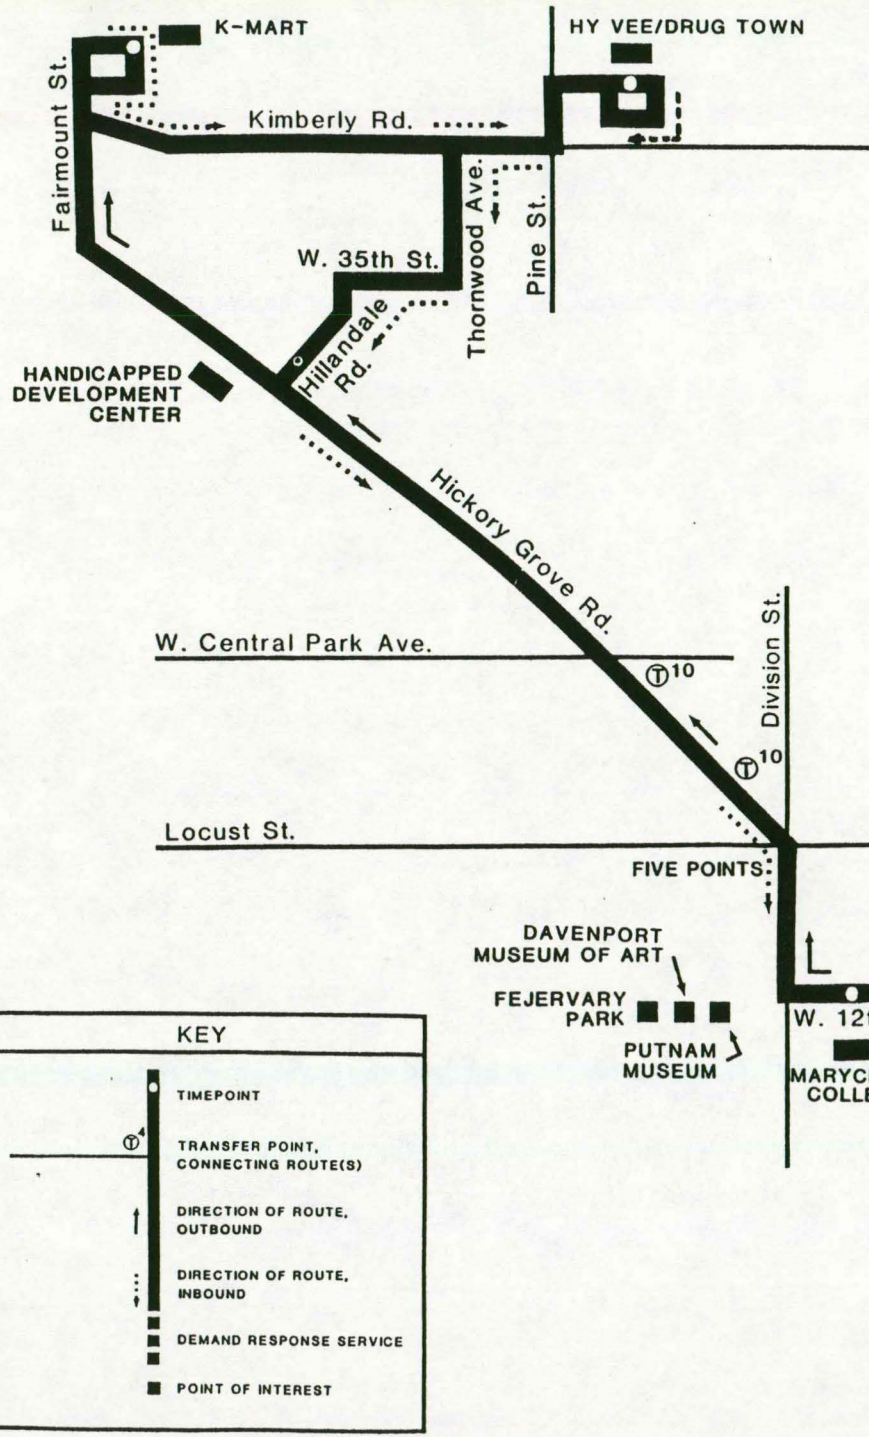 K-MART
HY VEE/DRUG TOWN
Fairmount St.
Kimberly Rd.
Thornwood Ave.
Pine St.
W. 35th St.
Hillandale
Rd.
HANDICAPPED
DEVELOPMENT
CENTER
Hickory Grove Rd.
W. Central Park Ave.
T 10
Division St.
T 10
Locust St.
FIVE POINTS
DAVENPORT
MUSEUM OF ART
FEJERVARY
PARK
PUTNAM
MUSEUM
W. 12t
MARYC
COLLE
KEY
TIMEPOINT
T 4
TRANSFER POINT,
CONNECTING ROUTE(S)
DIRECTION OF ROUTE,
OUTBOUND
DIRECTION OF ROUTE,
INBOUND
DEMAND RESPONSE SERVICE
POINT OF INTEREST